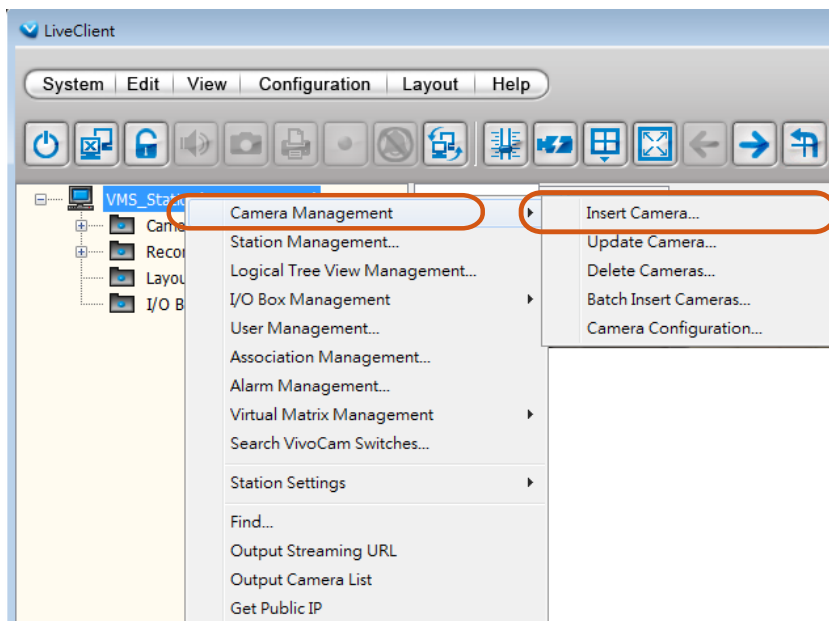 LiveClient
System Edit View Configuration Layout Help
Camera Management
Insert Camera...
Station Management...
Update Camera...
Logical Tree View Management...
Delete Cameras...
I/O Box Management
Batch Insert Cameras...
User Management...
Camera Configuration...
Association Management...
Alarm Management...
Virtual Matrix Management
Search VivoCam Switches...
Station Settings
Find...
Output Streaming URL
Output Camera List
Get Public IP
I/O B